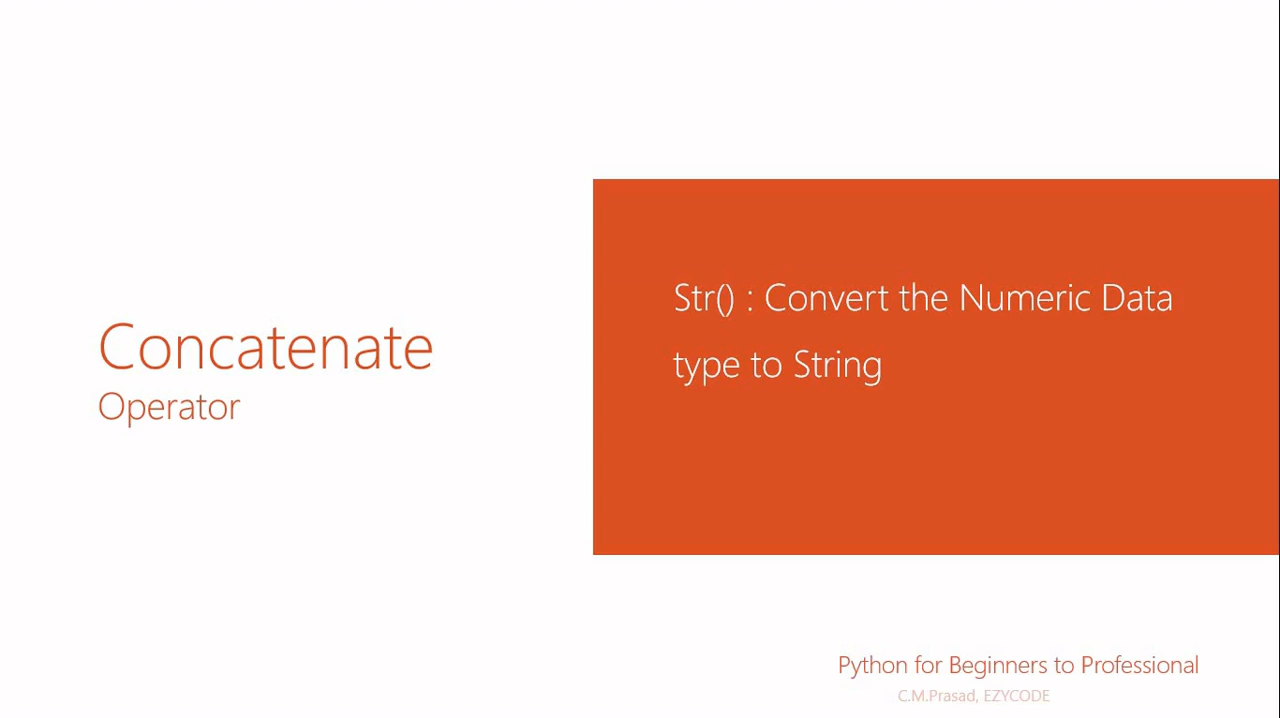 Concatenate
Operator
Str() : Convert the Numeric Data
type to String
Python for Beginners to Professional
C.M.Prasad, EZYCODE